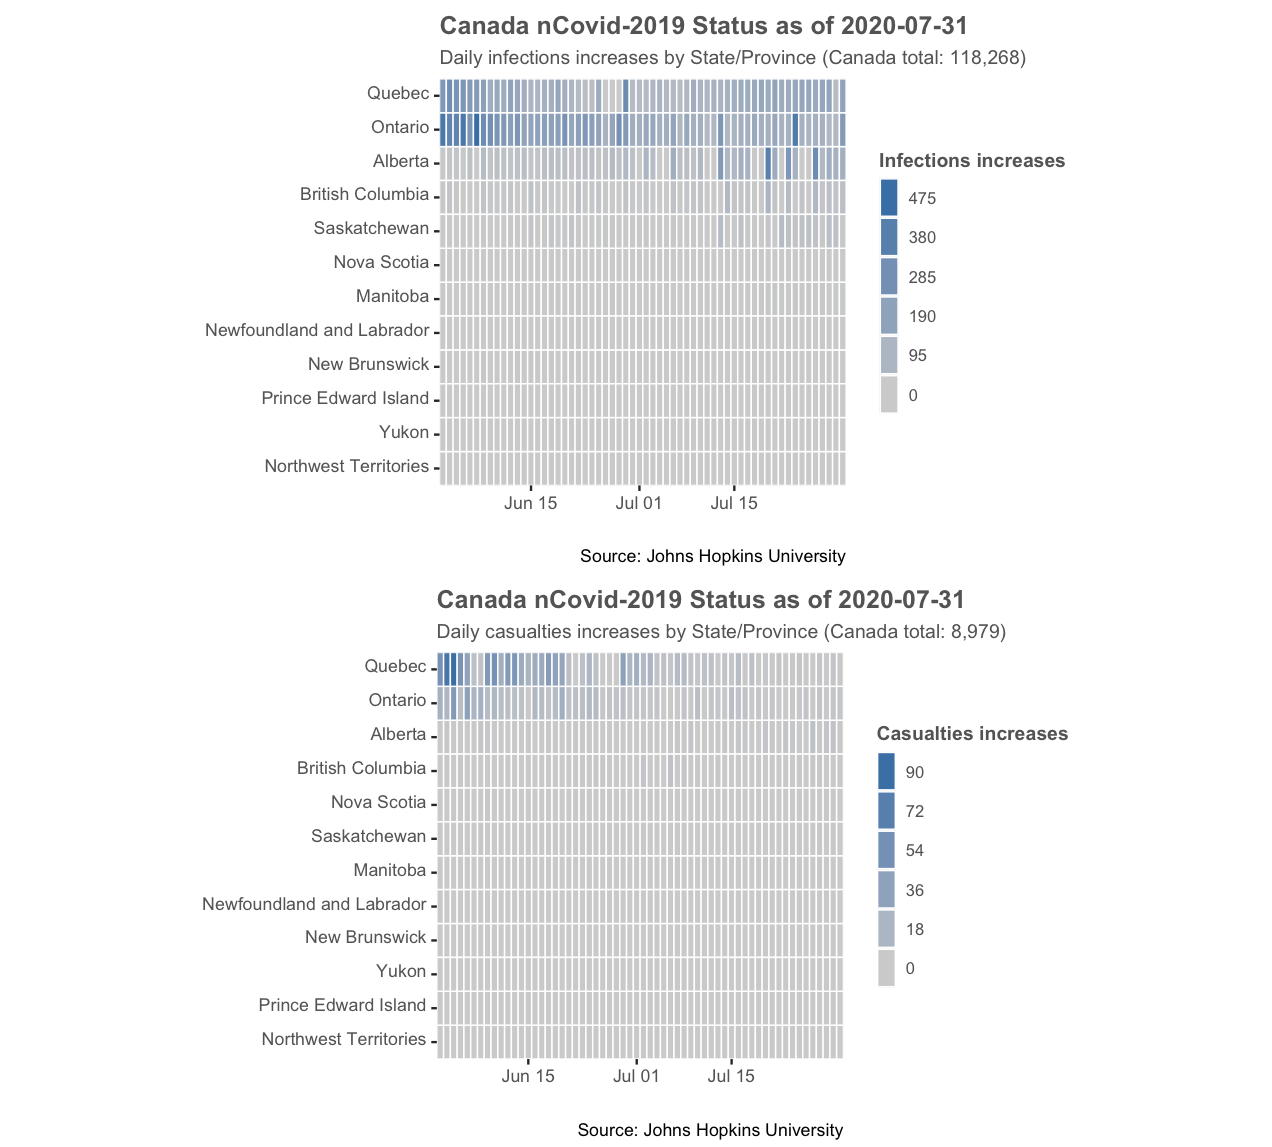 Canada nCovid-2019 Status as of 2020-07-31
Daily infections increases by State/Province (Canada total: 118,268)
Quebec
Ontario
Alberta
British Columbia
Saskatchewan
Nova Scotia
Manitoba
Newfoundland and Labrador
New Brunswick
Prince Edward Island
Yukon
Northwest Territories
Jun 15 Jul 01 Jul 15
Infections increases
475
380
285
190
95
0
Source: Johns Hopkins University
Canada nCovid-2019 Status as of 2020-07-31
Daily casualties increases by State/Province (Canada total: 8,979)
Quebec
Ontario
Alberta
British Columbia
Nova Scotia
Saskatchewan
Manitoba
Newfoundland and Labrador
New Brunswick
Yukon
Prince Edward Island
Northwest Territories
Jun 15 Jul 01 Jul 15
Casualties increases
90
72
54
36
18
0
Source: Johns Hopkins University